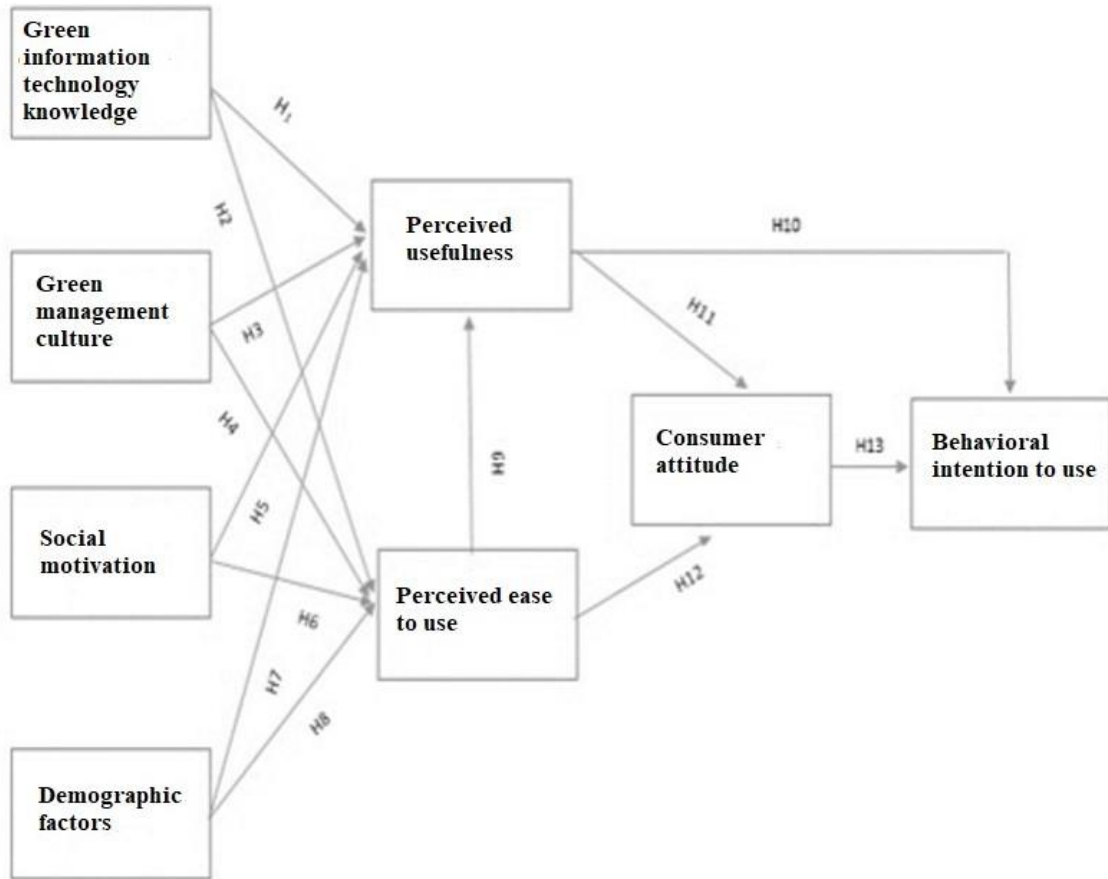 Green
information
technology
knowledge
H1
H2
Perceived
usefulness
H10
Green
management
culture
H3
H11
H4
Consumer
attitude
H13
Behavioral
intention to use
H9
H5
Social
motivation
Perceived ease
to use
H12
H6
H7
H8
Demographic
factors